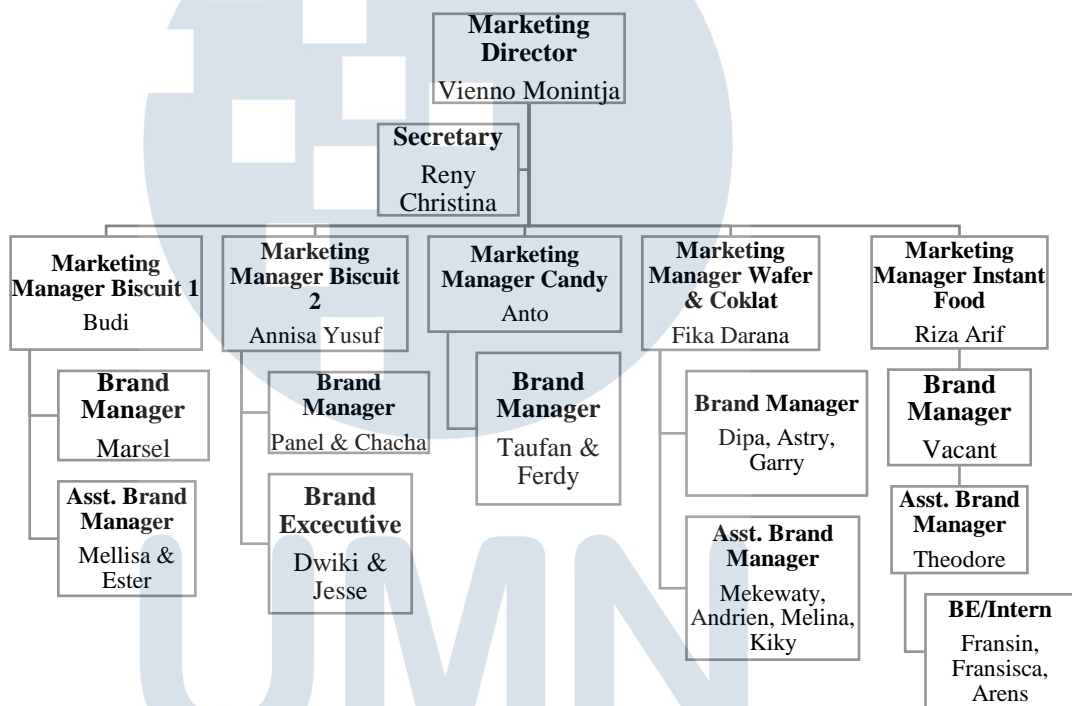 Marketing
Director
Vienno Monintja
Secretary
Reny
Christina
Marketing
Manager Biscuit 1
Budi
Marketing
Manager Biscuit
2
Annisa Yusuf
Marketing
Manager Candy
Anto
Marketing
Manager Wafer
& Coklat
Fika Darana
Marketing
Manager Instant
Food
Riza Arif
Brand
Manager
Marsel
Asst. Brand
Manager
Mellisa &
Ester
Brand
Manager
Panel & Chacha
Brand
Excecutive
Dwiki &
Jesse
Brand
Manager
Taufan &
Ferdy
Brand Manager
Dipa, Astry,
Garry
Asst. Brand
Manager
Mekewaty,
Andrien, Melina,
Kiky
Brand
Manager
Vacant
Asst. Brand
Manager
Theodore
BE/Intern
Fransin,
Fransisca,
Arens
UMN